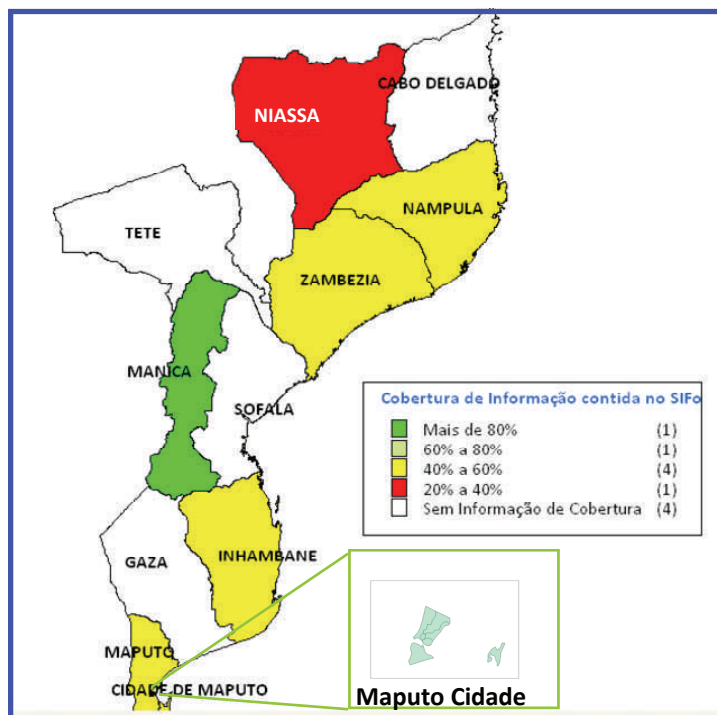 CABO DELGADO
NIASSA
NAMPULA
TETE
ZAMBEZIA
MANICA
SOFALA
Cobertura de Informação contida no SIFo
Mais de 80% (1)
60% a 80% (1)
40% a 60% (4)
20% a 40% (1)
Sem Informação de Cobertura (4)
GAZA
INHAMBANE
MAPUTO
CIDADE DE MAPUTO
Maputo Cidade